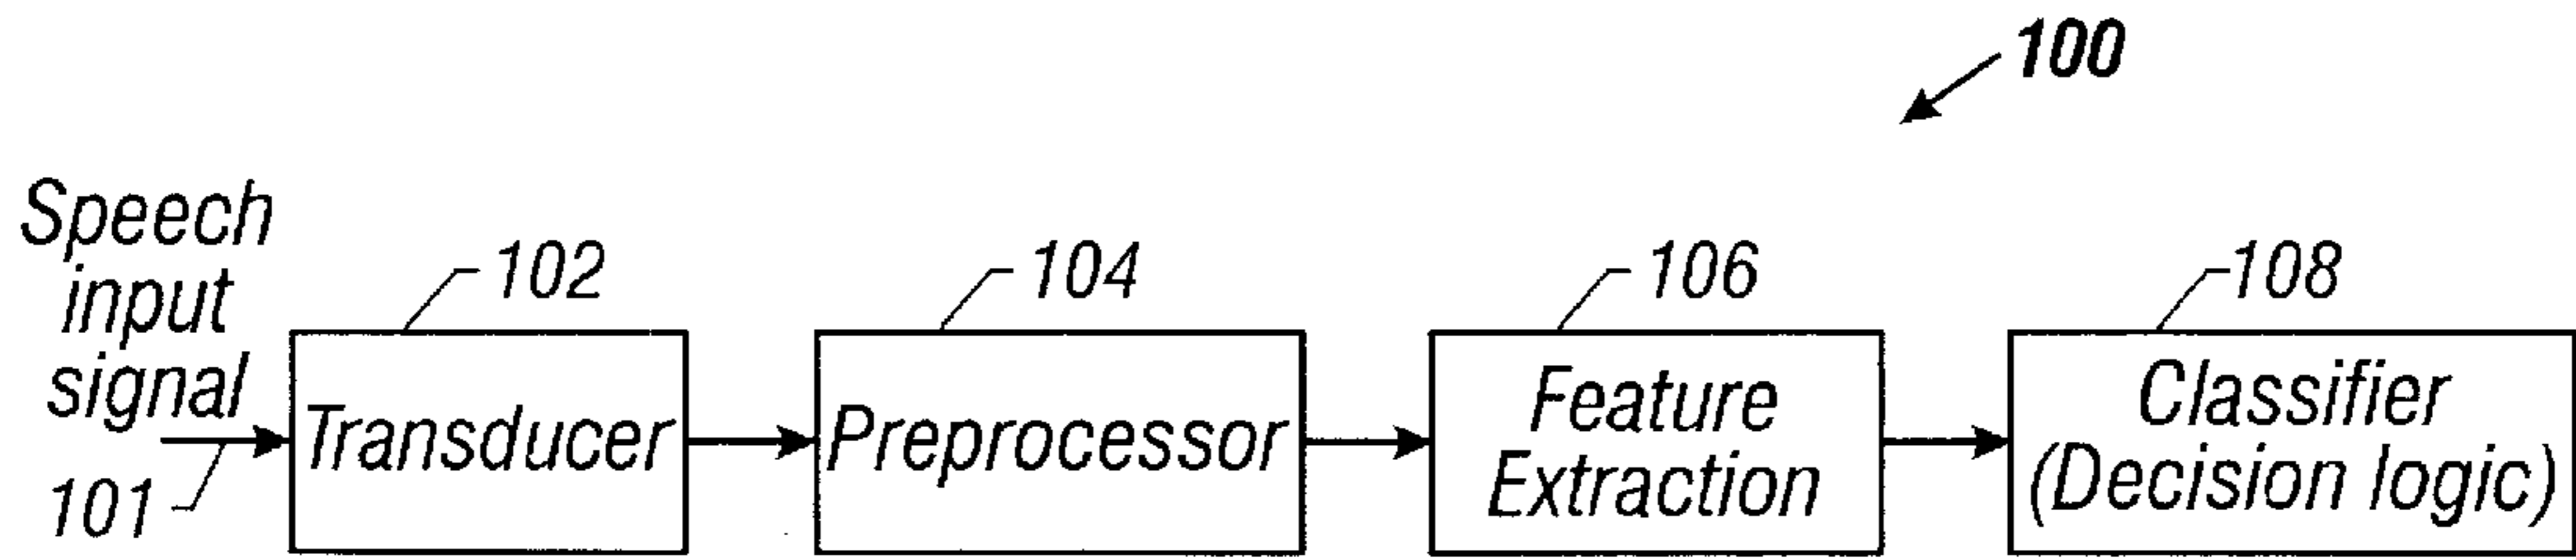 100
Speech
input
signal
101
102
Transducer
104
Preprocessor
106
Feature
Extraction
108
Classifier
(Decision logic)